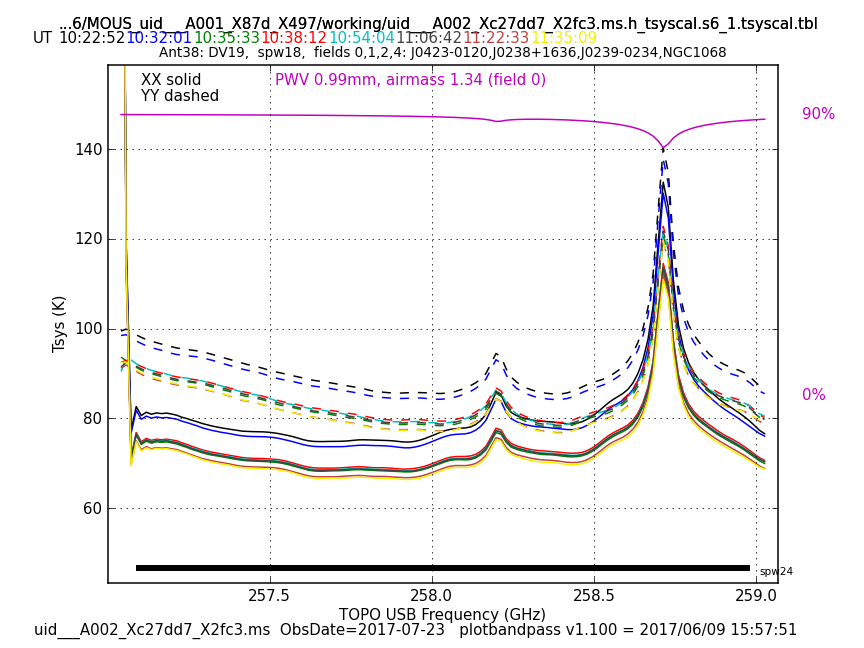 ...6/MOUS_uid___A001_X87d_X497/working/uid___A002_Xc27dd7_X2fc3.ms.h_tsyscal.s6_1.tsyscal.tbl
UT 10:22:52 10:32:01 10:35:33 10:38:12 10:54:04 11:06:42 11:22:33 11:35:09
Ant38: DV19, spw18, fields 0,1,2,4: J0423-0120,J0238+1636,J0239-0234,NGC1068
XX solid
PWV 0.99mm, airmass 1.34 (field 0)
YY dashed
90%
140
120
100
80
60
0%
Tsys (K)
spw24
257.5 258.0 258.5 259.0
TOPO USB Frequency (GHz)
uid___A002_Xc27dd7_X2fc3.ms ObsDate=2017-07-23 plotbandpass v1.100 = 2017/06/09 15:57:51